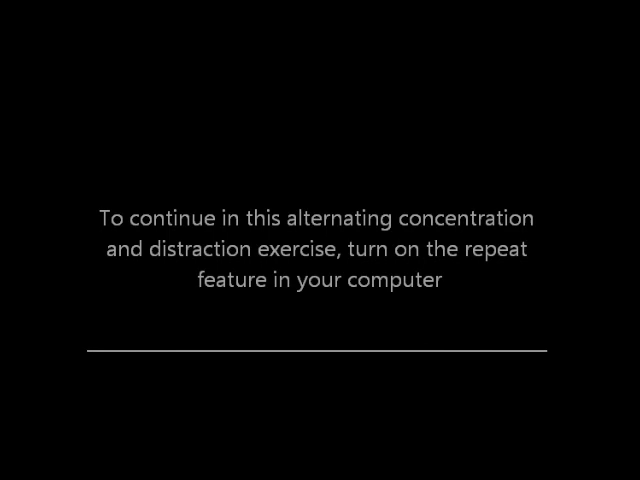 To continue in this alternating concentration
and distraction exercise, turn on the repeat
feature in your computer